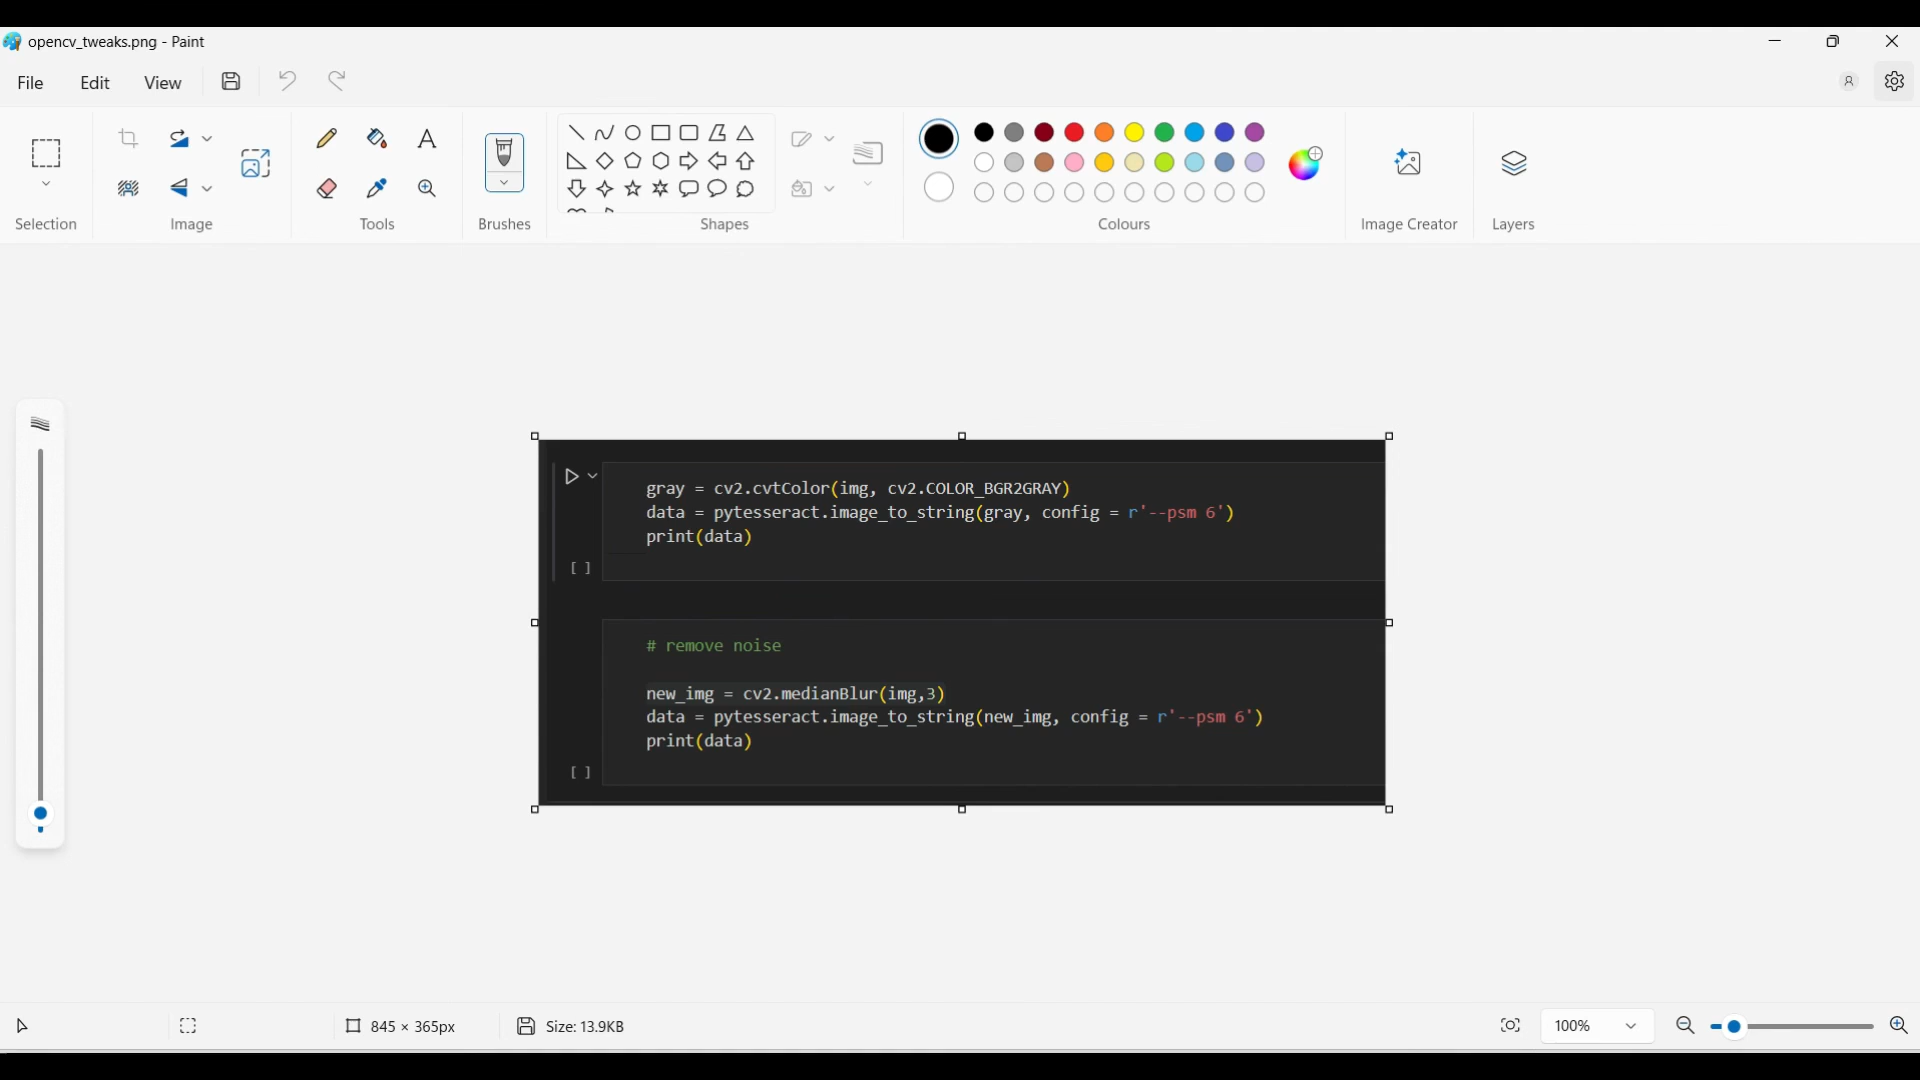 opencv_tweaks.png - Paint
File Edit View
Selection Image Tools Brushes Shapes Colours Image Creator Layers
gray = cv2.cvtColor(img, cv2.COLOR_BGR2GRAY)
data = pytesseract.image_to_string(gray, config = r'--psm 6')
print(data)
[ ]
# remove noise
new_img = cv2.medianBlur(img,3)
data = pytesseract.image_to_string(new_img, config = r'--psm 6')
print(data)
[ ]
845 × 365px Size: 13.9KB 100%